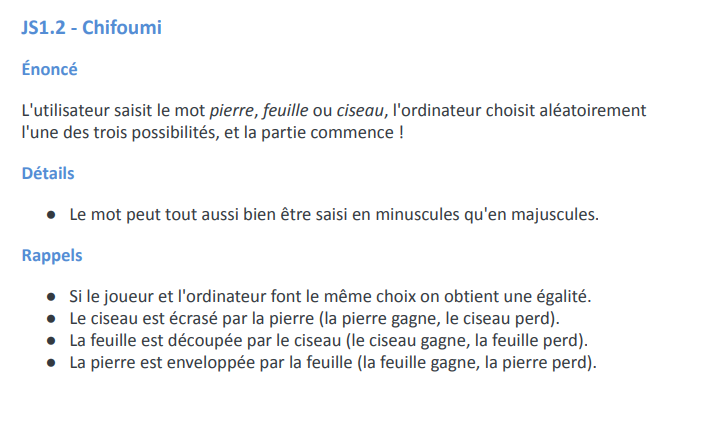 JS1.2 - Chifoumi
Énoncé
L'utilisateur saisit le mot pierre, feuille ou ciseau, l'ordinateur choisit aléatoirement
l'une des trois possibilités, et la partie commence !
Détails
● Le mot peut tout aussi bien être saisi en minuscules qu'en majuscules.
Rappels
● Si le joueur et l'ordinateur font le même choix on obtient une égalité.
● Le ciseau est écrasé par la pierre (la pierre gagne, le ciseau perd).
● La feuille est découpée par le ciseau (le ciseau gagne, la feuille perd).
● La pierre est enveloppée par la feuille (la feuille gagne, la pierre perd).